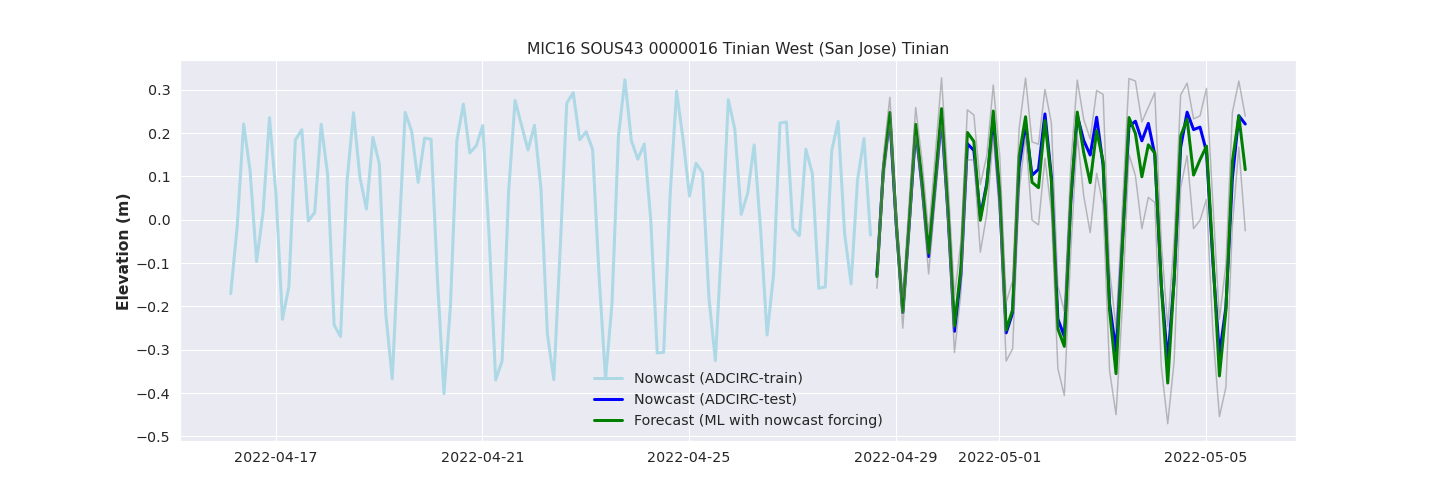 MIC16 SOUS43 0000016 Tinian West (San Jose) Tinian
Elevation (m)
0.3
0.2
0.1
0.0
−0.1
−0.2
−0.3
−0.4
−0.5
Nowcast (ADCIRC-train)
Nowcast (ADCIRC-test)
Forecast (ML with nowcast forcing)
2022-04-17 2022-04-21 2022-04-25 2022-04-29 2022-05-01 2022-05-05